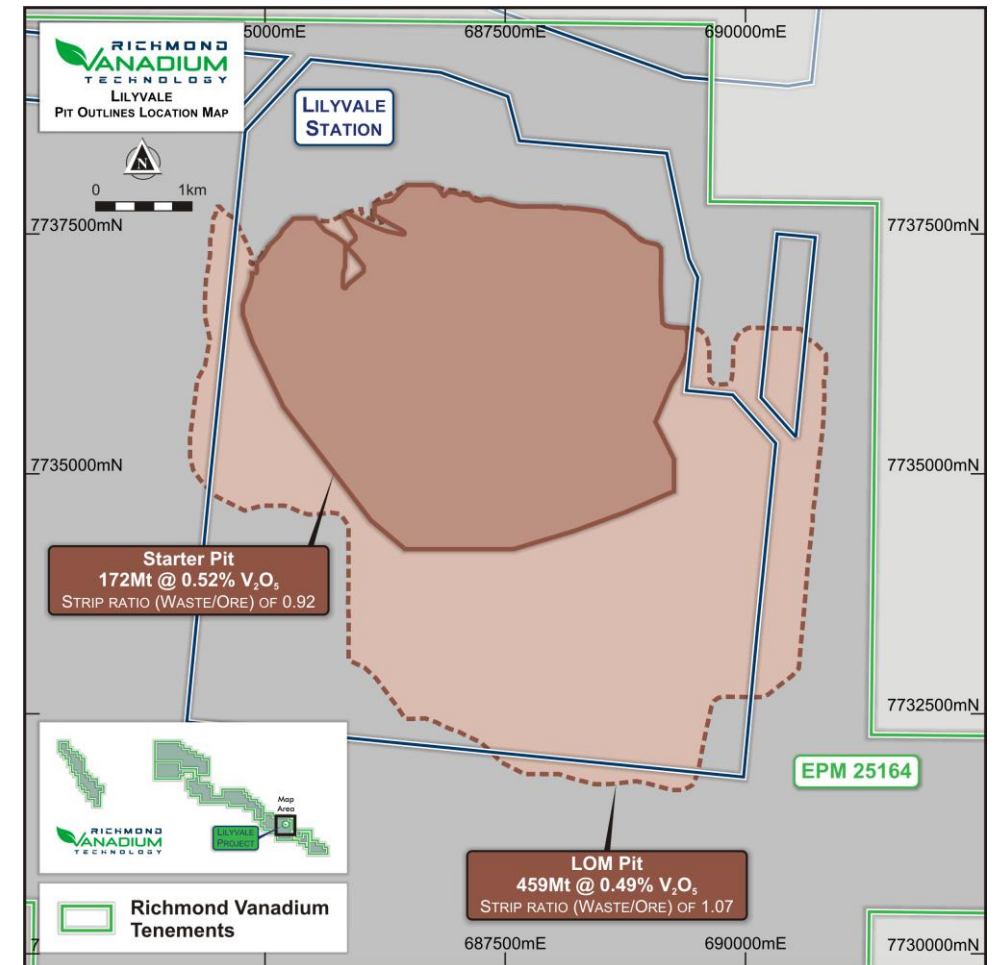 5000mE
687500mE
690000mE
RICHMOND
VANADIUM
TECHNOLOGY
LILYVALE
PIT OUTLINES LOCATION MAP
N
0 1km
LILYVALE
STATION
7737500mN
7737500mN
7735000mN
7735000mN
Starter Pit
172Mt @ 0.52% V₂O₅
STRIP RATIO (WASTE/ORE) OF 0.92
7732500mN
EPM 25164
Map
Area
LILYVALE
PROJECT
RICHMOND
VANADIUM
TECHNOLOGY
LOM Pit
459Mt @ 0.49% V₂O₅
STRIP RATIO (WASTE/ORE) OF 1.07
Richmond Vanadium
Tenements
7
687500mE
690000mE
7730000mN